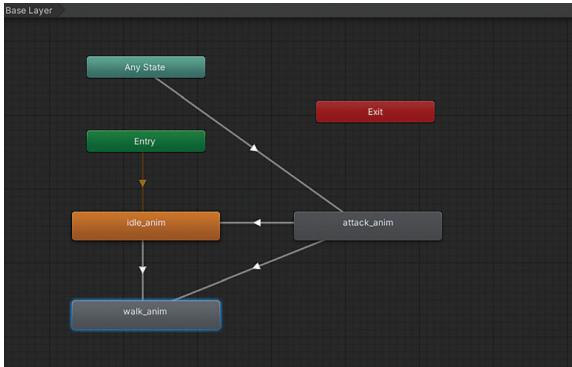 Base Layer
Any State
Exit
Entry
idle_anim
attack_anim
walk_anim